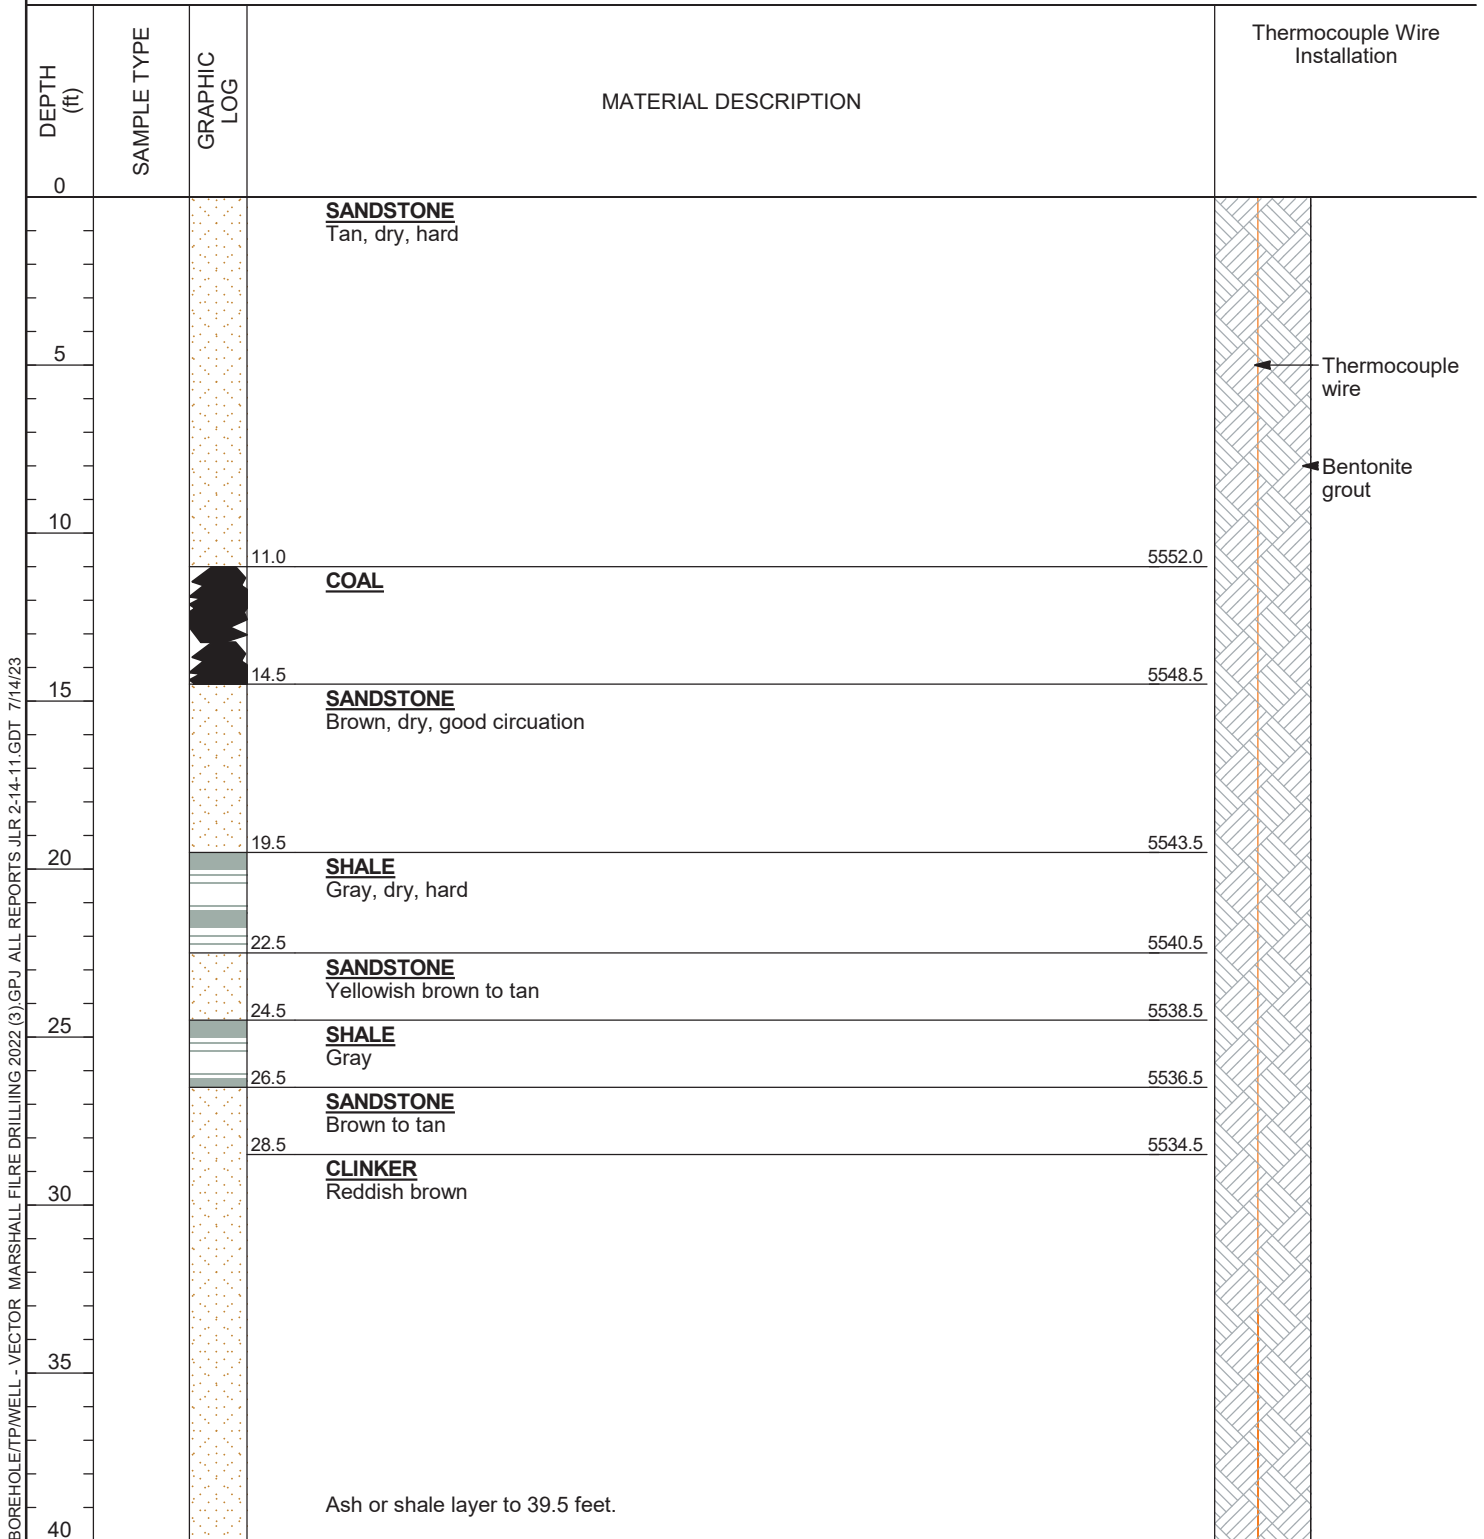 DEPTH
(ft)
SAMPLE TYPE
GRAPHIC
LOG
MATERIAL DESCRIPTION
Thermocouple Wire
Installation
0
SANDSTONE
Tan, dry, hard
5
Thermocouple
wire
Bentonite
grout
10
11.0 5552.0
COAL
14.5 5548.5
15
SANDSTONE
Brown, dry, good circuation
19.5 5543.5
20
SHALE
Gray, dry, hard
22.5 5540.5
SANDSTONE
Yellowish brown to tan
24.5 5538.5
25
SHALE
Gray
26.5 5536.5
SANDSTONE
Brown to tan
28.5 5534.5
CLINKER
Reddish brown
30
35
Ash or shale layer to 39.5 feet.
40
BOREHOLE/TP/WELL - VECTOR MARSHALL FILRE DRILLIING 2022 (3).GPJ ALL REPORTS JLR 2-14-11.GDT 7/14/23